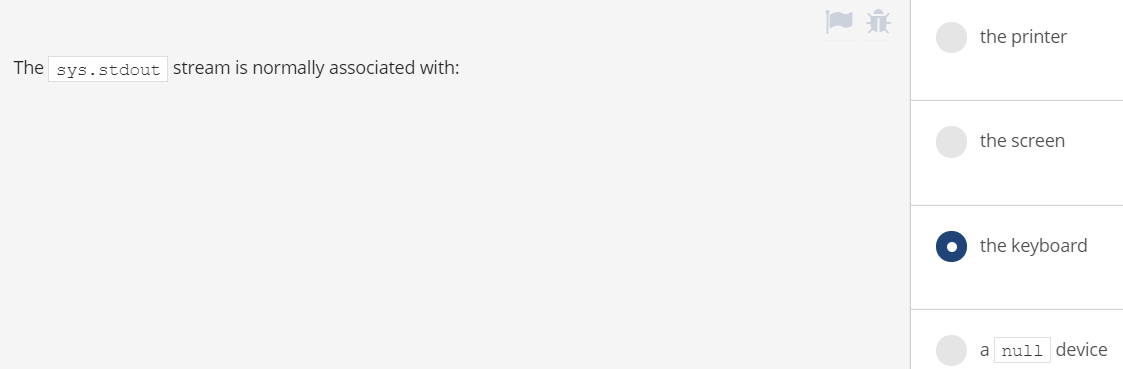 The sys.stdout stream is normally associated with:
the printer
the screen
the keyboard
a null device